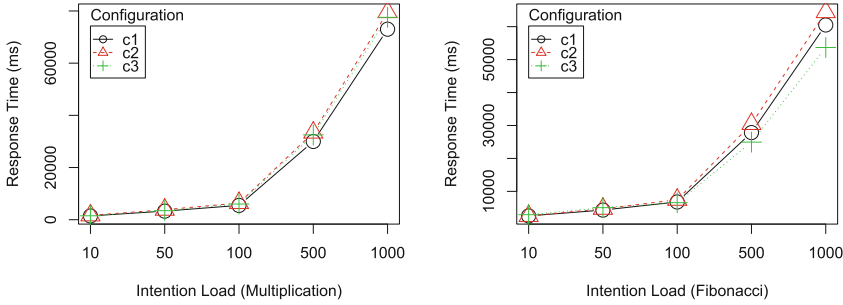 Configuration
c1
c2
c3
Response Time (ms)
0
20000
60000
10
50
100
500
1000
Intention Load (Multiplication)
Configuration
c1
c2
c3
Response Time (ms)
10000
30000
50000
10
50
100
500
1000
Intention Load (Fibonacci)